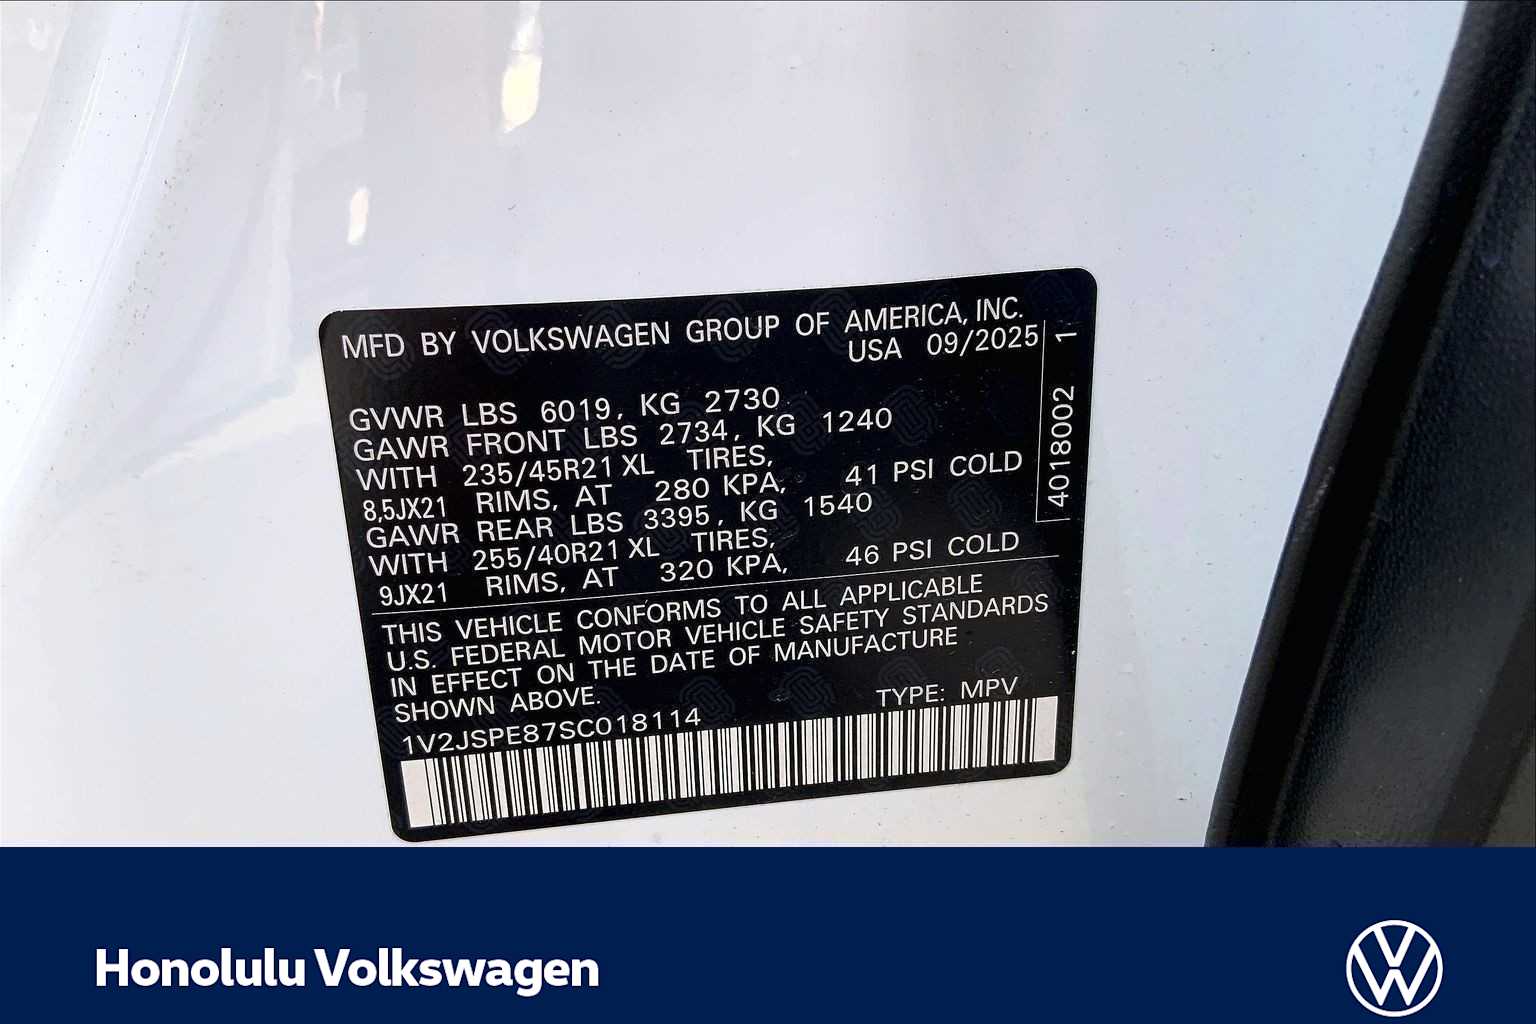 MFD BY VOLKSWAGEN GROUP OF AMERICA, INC.
USA 09/2025
GVWR LBS 6019, KG 2730
GAWR FRONT LBS 2734, KG 1240
WITH 235/45R21 XL TIRES,
8,5JX21 RIMS, AT 280 KPA, 41 PSI COLD
GAWR REAR LBS 3395, KG 1540
WITH 255/40R21 XL TIRES,
9JX21 RIMS, AT 320 KPA, 46 PSI COLD
THIS VEHICLE CONFORMS TO ALL APPLICABLE
U.S. FEDERAL MOTOR VEHICLE SAFETY STANDARDS
IN EFFECT ON THE DATE OF MANUFACTURE
SHOWN ABOVE.
TYPE: MPV
1V2JSPE87SC018114
4018002 1
Honolulu Volkswagen